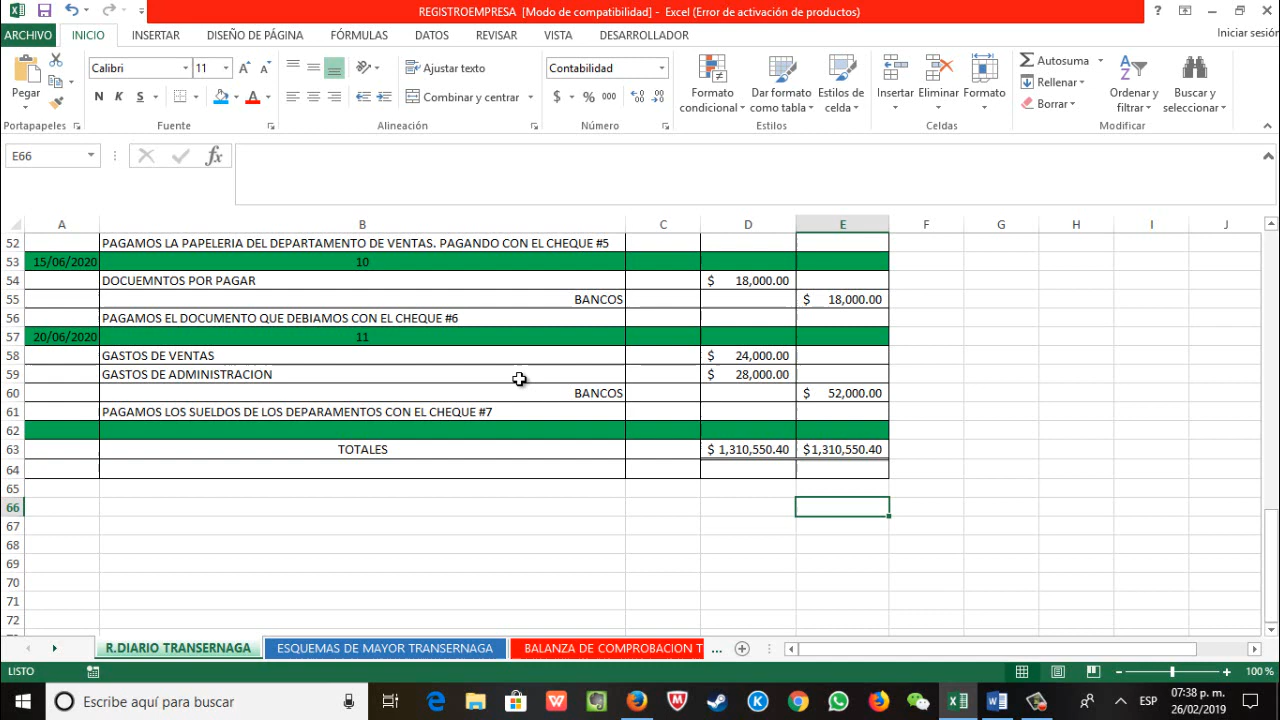 REGISTROEMPRESA [Modo de compatibilidad] - Excel (Error de activación de productos)
?
ARCHIVO INICIO INSERTAR DISEÑO DE PÁGINA FÓRMULAS DATOS REVISAR VISTA DESARROLLADOR Iniciar sesión
Pegar
Calibri 11
N K S
Ajustar texto
Combinar y centrar
Contabilidad
$ % 000
Formato condicional
Dar formato como tabla
Estilos de celda
Insertar Eliminar Formato
Autosuma
Rellenar
Borrar
Ordenar y filtrar
Buscar y seleccionar
Portapapeles Fuente Alineación Número Estilos Celdas Modificar
E66 fx
A B C D E F G H I J
52 PAGAMOS LA PAPELERIA DEL DEPARTAMENTO DE VENTAS. PAGANDO CON EL CHEQUE #5
53 15/06/2020 10
54 DOCUEMNTOS POR PAGAR $ 18,000.00
55 BANCOS $ 18,000.00
56 PAGAMOS EL DOCUMENTO QUE DEBIAMOS CON EL CHEQUE #6
57 20/06/2020 11
58 GASTOS DE VENTAS $ 24,000.00
59 GASTOS DE ADMINISTRACION $ 28,000.00
60 BANCOS $ 52,000.00
61 PAGAMOS LOS SUELDOS DE LOS DEPARAMENTOS CON EL CHEQUE #7
62
63 TOTALES $ 1,310,550.40 $1,310,550.40
64
65
66
67
68
69
70
71
72
R.DIARIO TRANSERNAGA ESQUEMAS DE MAYOR TRANSERNAGA BALANZA DE COMPROBACION T ...
LISTO 100 %
Escribe aquí para buscar
ESP
07:38 p. m.
26/02/2019